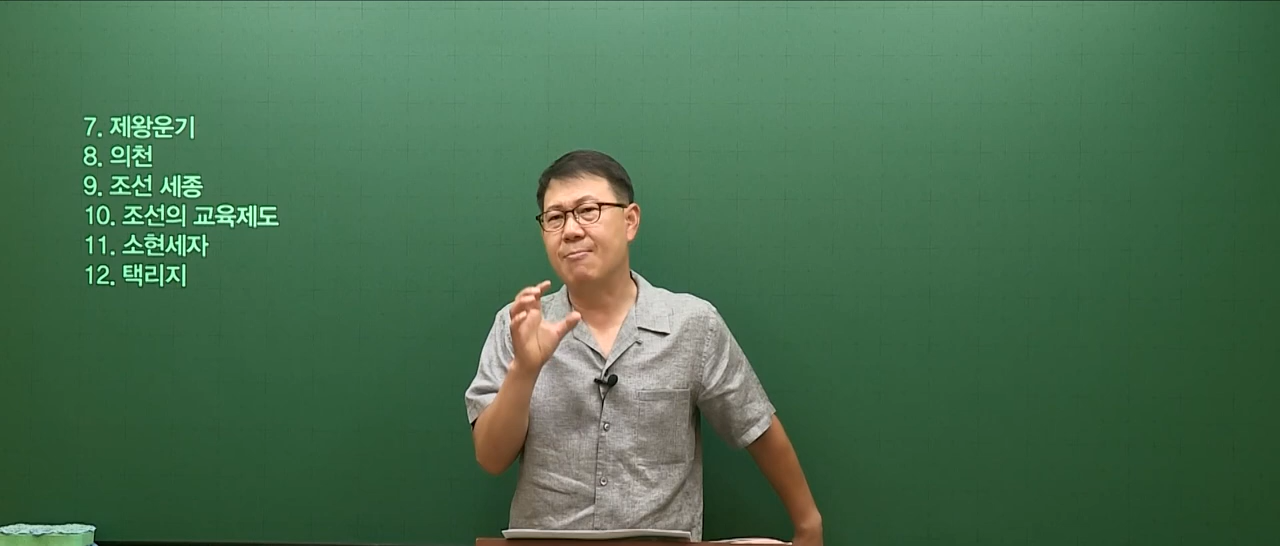 7. 제왕운기
8. 의천
9. 조선 세종
10. 조선의 교육제도
11. 소현세자
12. 택리지